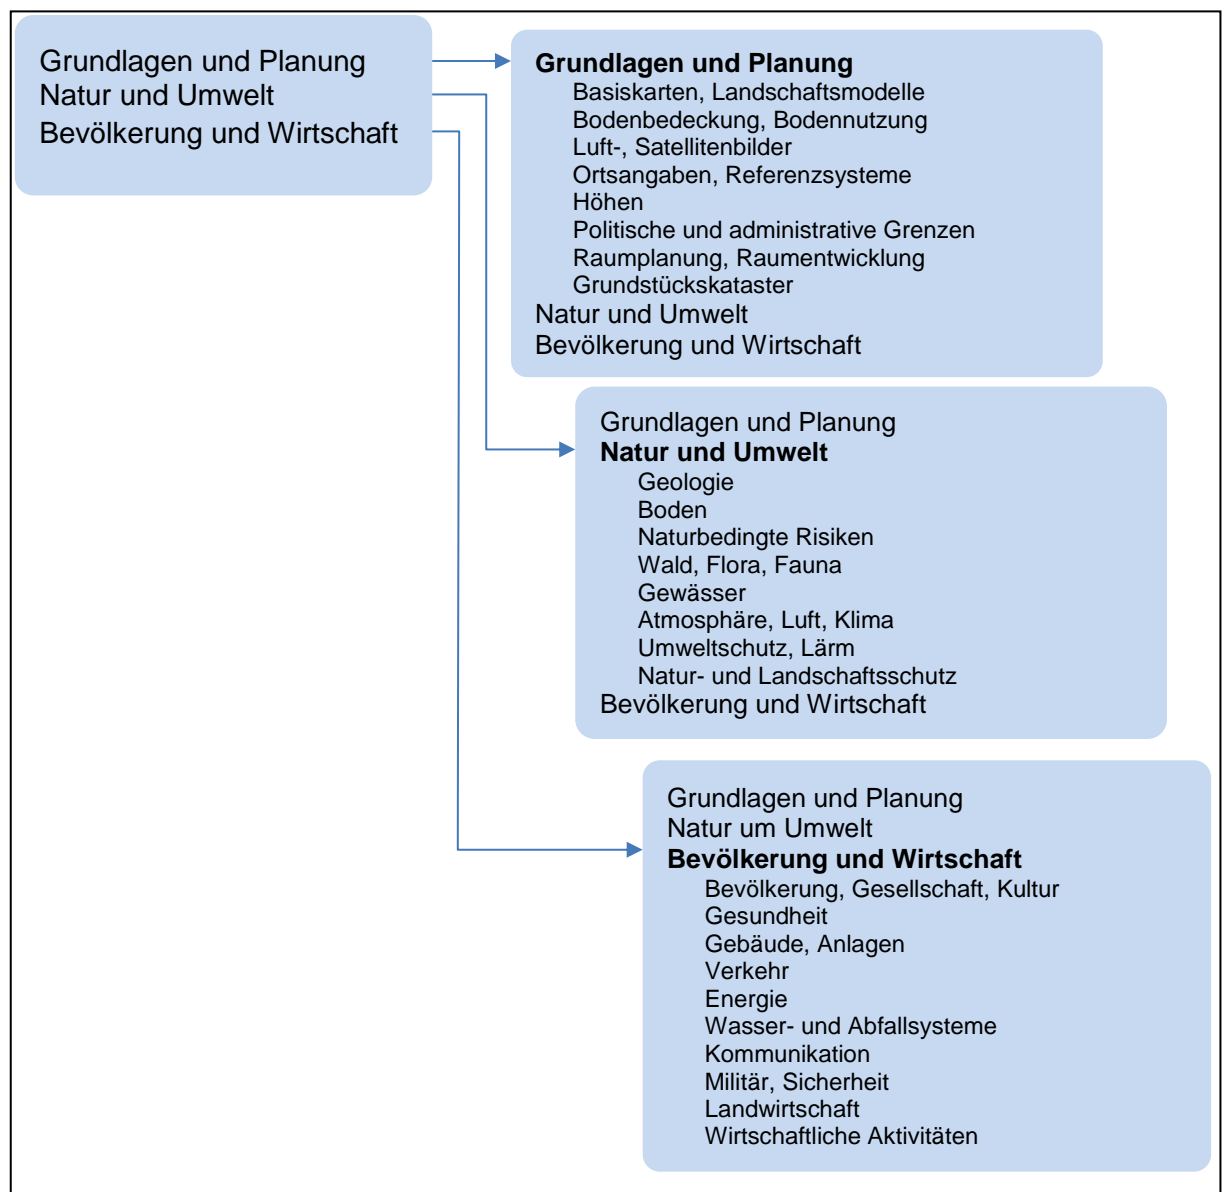 Grundlagen und Planung
Natur und Umwelt
Bevölkerung und Wirtschaft
Grundlagen und Planung
Basiskarten, Landschaftsmodelle
Bodenbedeckung, Bodennutzung
Luft-, Satellitenbilder
Ortsangaben, Referenzsysteme
Höhen
Politische und administrative Grenzen
Raumplanung, Raumentwicklung
Grundstückskataster
Natur und Umwelt
Bevölkerung und Wirtschaft
Grundlagen und Planung
Natur und Umwelt
Geologie
Boden
Naturbedingte Risiken
Wald, Flora, Fauna
Gewässer
Atmosphäre, Luft, Klima
Umweltschutz, Lärm
Natur- und Landschaftsschutz
Bevölkerung und Wirtschaft
Grundlagen und Planung
Natur um Umwelt
Bevölkerung und Wirtschaft
Bevölkerung, Gesellschaft, Kultur
Gesundheit
Gebäude, Anlagen
Verkehr
Energie
Wasser- und Abfallsysteme
Kommunikation
Militär, Sicherheit
Landwirtschaft
Wirtschaftliche Aktivitäten